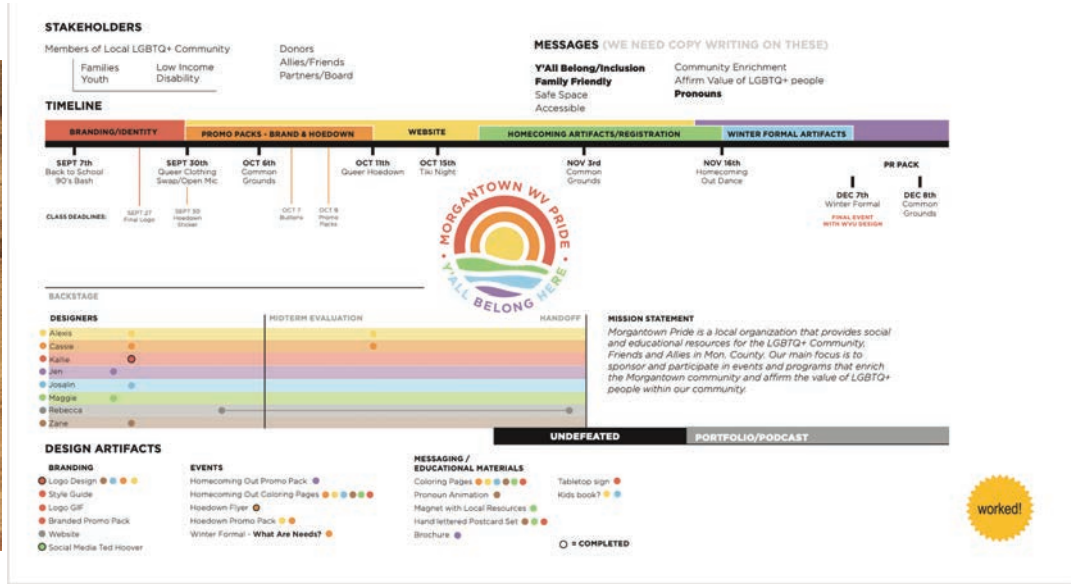 STAKEHOLDERS
Members of Local LGBTQ+ Community
Families
Youth
Low Income
Disability
Donors
Allies/Friends
Partners/Board
MESSAGES (WE NEED COPY WRITING ON THESE)
Y'All Belong/Inclusion
Family Friendly
Safe Space
Accessible
Community Enrichment
Affirm Value of LGBTQ+ people
Pronouns
TIMELINE
BRANDING/IDENTITY
PROMO PACKS - BRAND & HOEDOWN
WEBSITE
HOMECOMING ARTIFACTS/REGISTRATION
WINTER FORMAL ARTIFACTS
SEPT 7th
Back to School
90's Bash
SEPT 30th
Queer Clothing
Swap/Open Mic
OCT 6th
Common
Grounds
OCT 11th
Queer Hoedown
OCT 15th
Tiki Night
NOV 3rd
Common
Grounds
NOV 16th
Homecoming
Out Dance
PR PACK
DEC 7th
Winter Formal
FINAL EVENT
WITH WVU DESIGN
DEC 8th
Common
Grounds
CLASS DEADLINES:
SEPT 27
Final Logo
SEPT 30
Hoedown
Sticker
OCT 7
Buttons
OCT 8
Promo
Packs
MORGANTOWN WV PRIDE
Y'ALL BELONG HERE
BACKSTAGE
DESIGNERS
MIDTERM EVALUATION
HANDOFF
Alexis
Cassie
Kallie
Jen
Josalin
Maggie
Rebecca
Zane
MISSION STATEMENT
Morgantown Pride is a local organization that provides social
and educational resources for the LGBTQ+ Community,
Friends and Allies in Mon. County. Our main focus is to
sponsor and participate in events and programs that enrich
the Morgantown community and affirm the value of LGBTQ+
people within our community.
UNDEFEATED
PORTFOLIO/PODCAST
DESIGN ARTIFACTS
BRANDING
Logo Design
Style Guide
Logo GIF
Branded Promo Pack
Website
Social Media Ted Hoover
EVENTS
Homecoming Out Promo Pack
Homecoming Out Coloring Pages
Hoedown Flyer
Hoedown Promo Pack
Winter Formal - What Are Needs?
MESSAGING /
EDUCATIONAL MATERIALS
Coloring Pages
Pronoun Animation
Magnet with Local Resources
Hand lettered Postcard Set
Brochure
Tabletop sign
Kids book?
O = COMPLETED
worked!